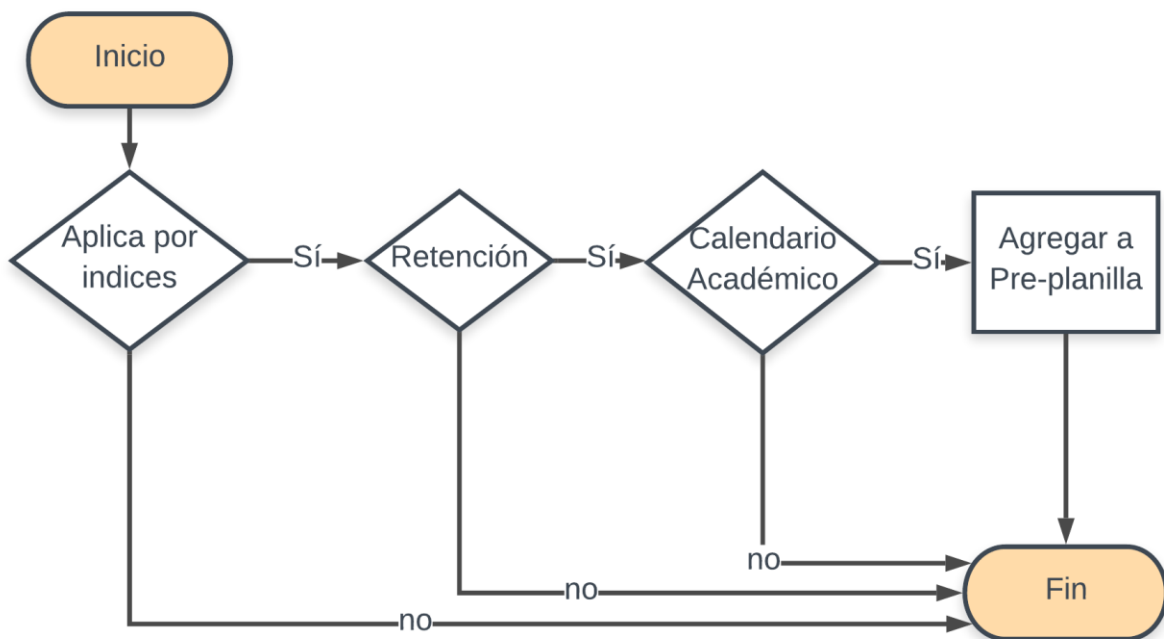 Inicio
Aplica por
indices
Sí
Retención
Sí
Calendario
Académico
Sí
Agregar a
Pre-planilla
no
no
no
Fin